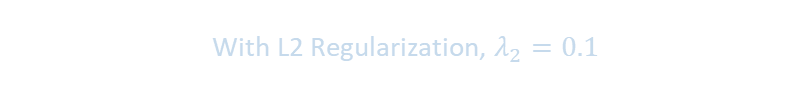 With L2 Regularization, λ₂ = 0.1